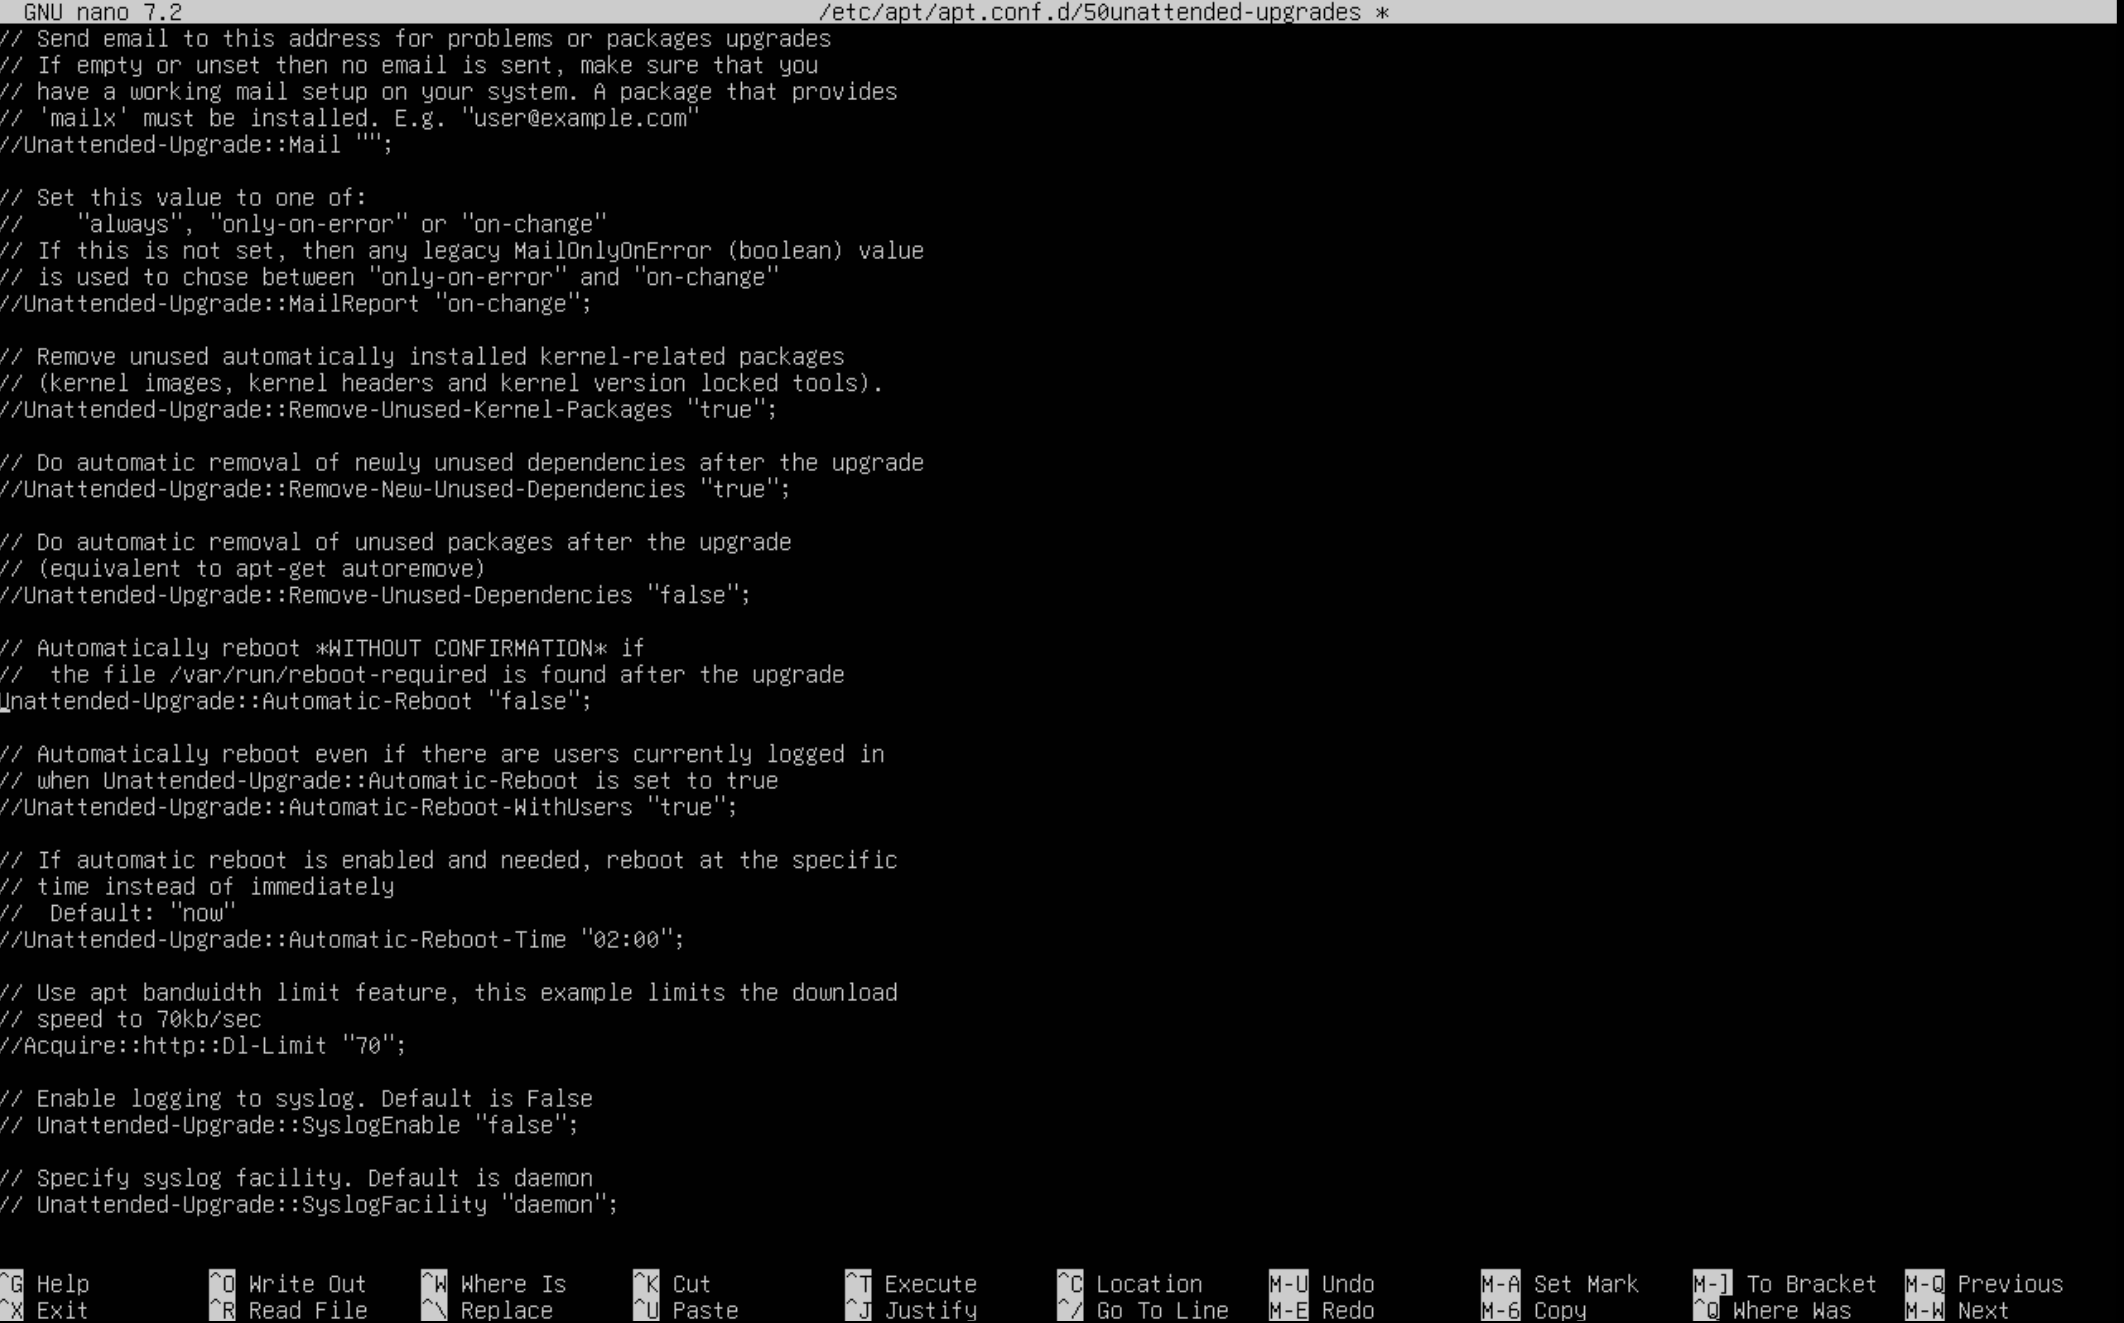 GNU nano 7.2 /etc/apt/apt.conf.d/50unattended-upgrades *
// Send email to this address for problems or packages upgrades
// If empty or unset then no email is sent, make sure that you
// have a working mail setup on your system. A package that provides
// 'mailx' must be installed. E.g. "user@example.com"
//Unattended-Upgrade::Mail "";

// Set this value to one of:
//    "always", "only-on-error" or "on-change"
// If this is not set, then any legacy MailOnlyOnError (boolean) value
// is used to chose between "only-on-error" and "on-change"
//Unattended-Upgrade::MailReport "on-change";

// Remove unused automatically installed kernel-related packages
// (kernel images, kernel headers and kernel version locked tools).
//Unattended-Upgrade::Remove-Unused-Kernel-Packages "true";

// Do automatic removal of newly unused dependencies after the upgrade
//Unattended-Upgrade::Remove-New-Unused-Dependencies "true";

// Do automatic removal of unused packages after the upgrade
// (equivalent to apt-get autoremove)
//Unattended-Upgrade::Remove-Unused-Dependencies "false";

// Automatically reboot *WITHOUT CONFIRMATION* if
//  the file /var/run/reboot-required is found after the upgrade
Unattended-Upgrade::Automatic-Reboot "false";

// Automatically reboot even if there are users currently logged in
// when Unattended-Upgrade::Automatic-Reboot is set to true
//Unattended-Upgrade::Automatic-Reboot-WithUsers "true";

// If automatic reboot is enabled and needed, reboot at the specific
// time instead of immediately
//  Default: "now"
//Unattended-Upgrade::Automatic-Reboot-Time "02:00";

// Use apt bandwidth limit feature, this example limits the download
// speed to 70kb/sec
//Acquire::http::Dl-Limit "70";

// Enable logging to syslog. Default is False
// Unattended-Upgrade::SyslogEnable "false";

// Specify syslog facility. Default is daemon
// Unattended-Upgrade::SyslogFacility "daemon";

^G Help ^O Write Out ^W Where Is ^K Cut ^T Execute ^C Location M-U Undo M-A Set Mark M-] To Bracket M-Q Previous
^X Exit ^R Read File ^\ Replace ^U Paste ^J Justify ^/ Go To Line M-E Redo M-6 Copy ^Q Where Was M-W Next